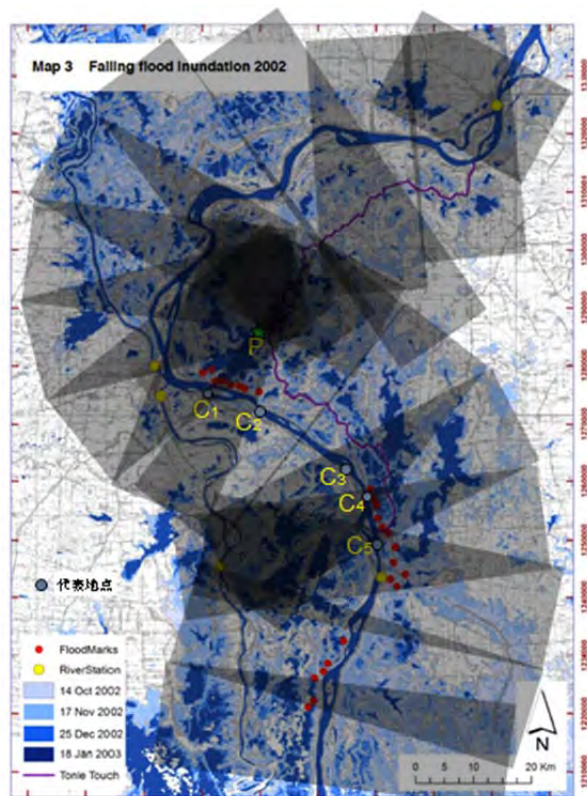 Map 3 Falling flood inundation 2002
P
C1
C2
C3
C4
C5
代表地点
FloodMarks
RiverStation
14 Oct 2002
17 Nov 2002
25 Dec 2002
18 Jan 2003
Tonle Touch
N
0 5 10 20 Km